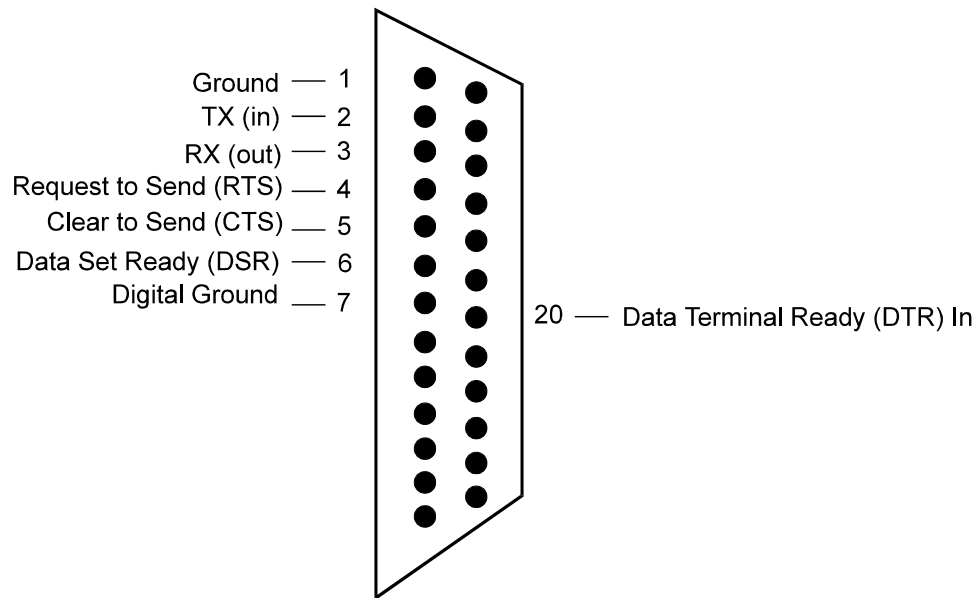 Ground — 1
TX (in) — 2
RX (out) — 3
Request to Send (RTS) — 4
Clear to Send (CTS) — 5
Data Set Ready (DSR) — 6
Digital Ground — 7
20 — Data Terminal Ready (DTR) In